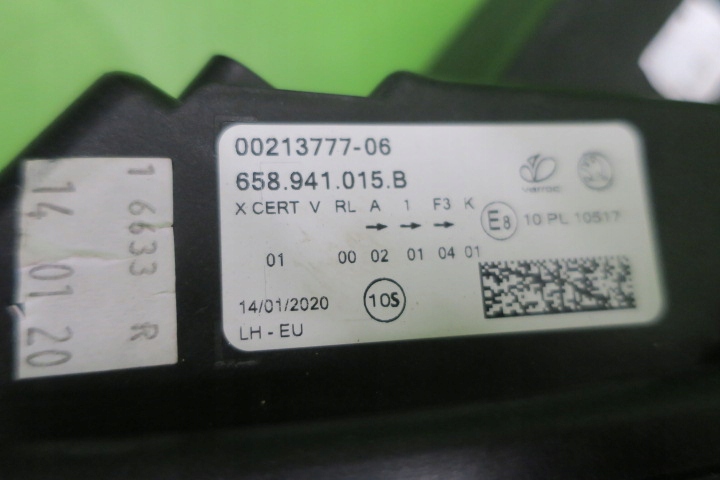 00213777-06
658.941.015.B
varroc
X CERT V RL A 1 F3 K
E8 10 PL 10517
01 00 02 01 04 01
14/01/2020 10S
LH - EU
1 6633 R
14 01 20